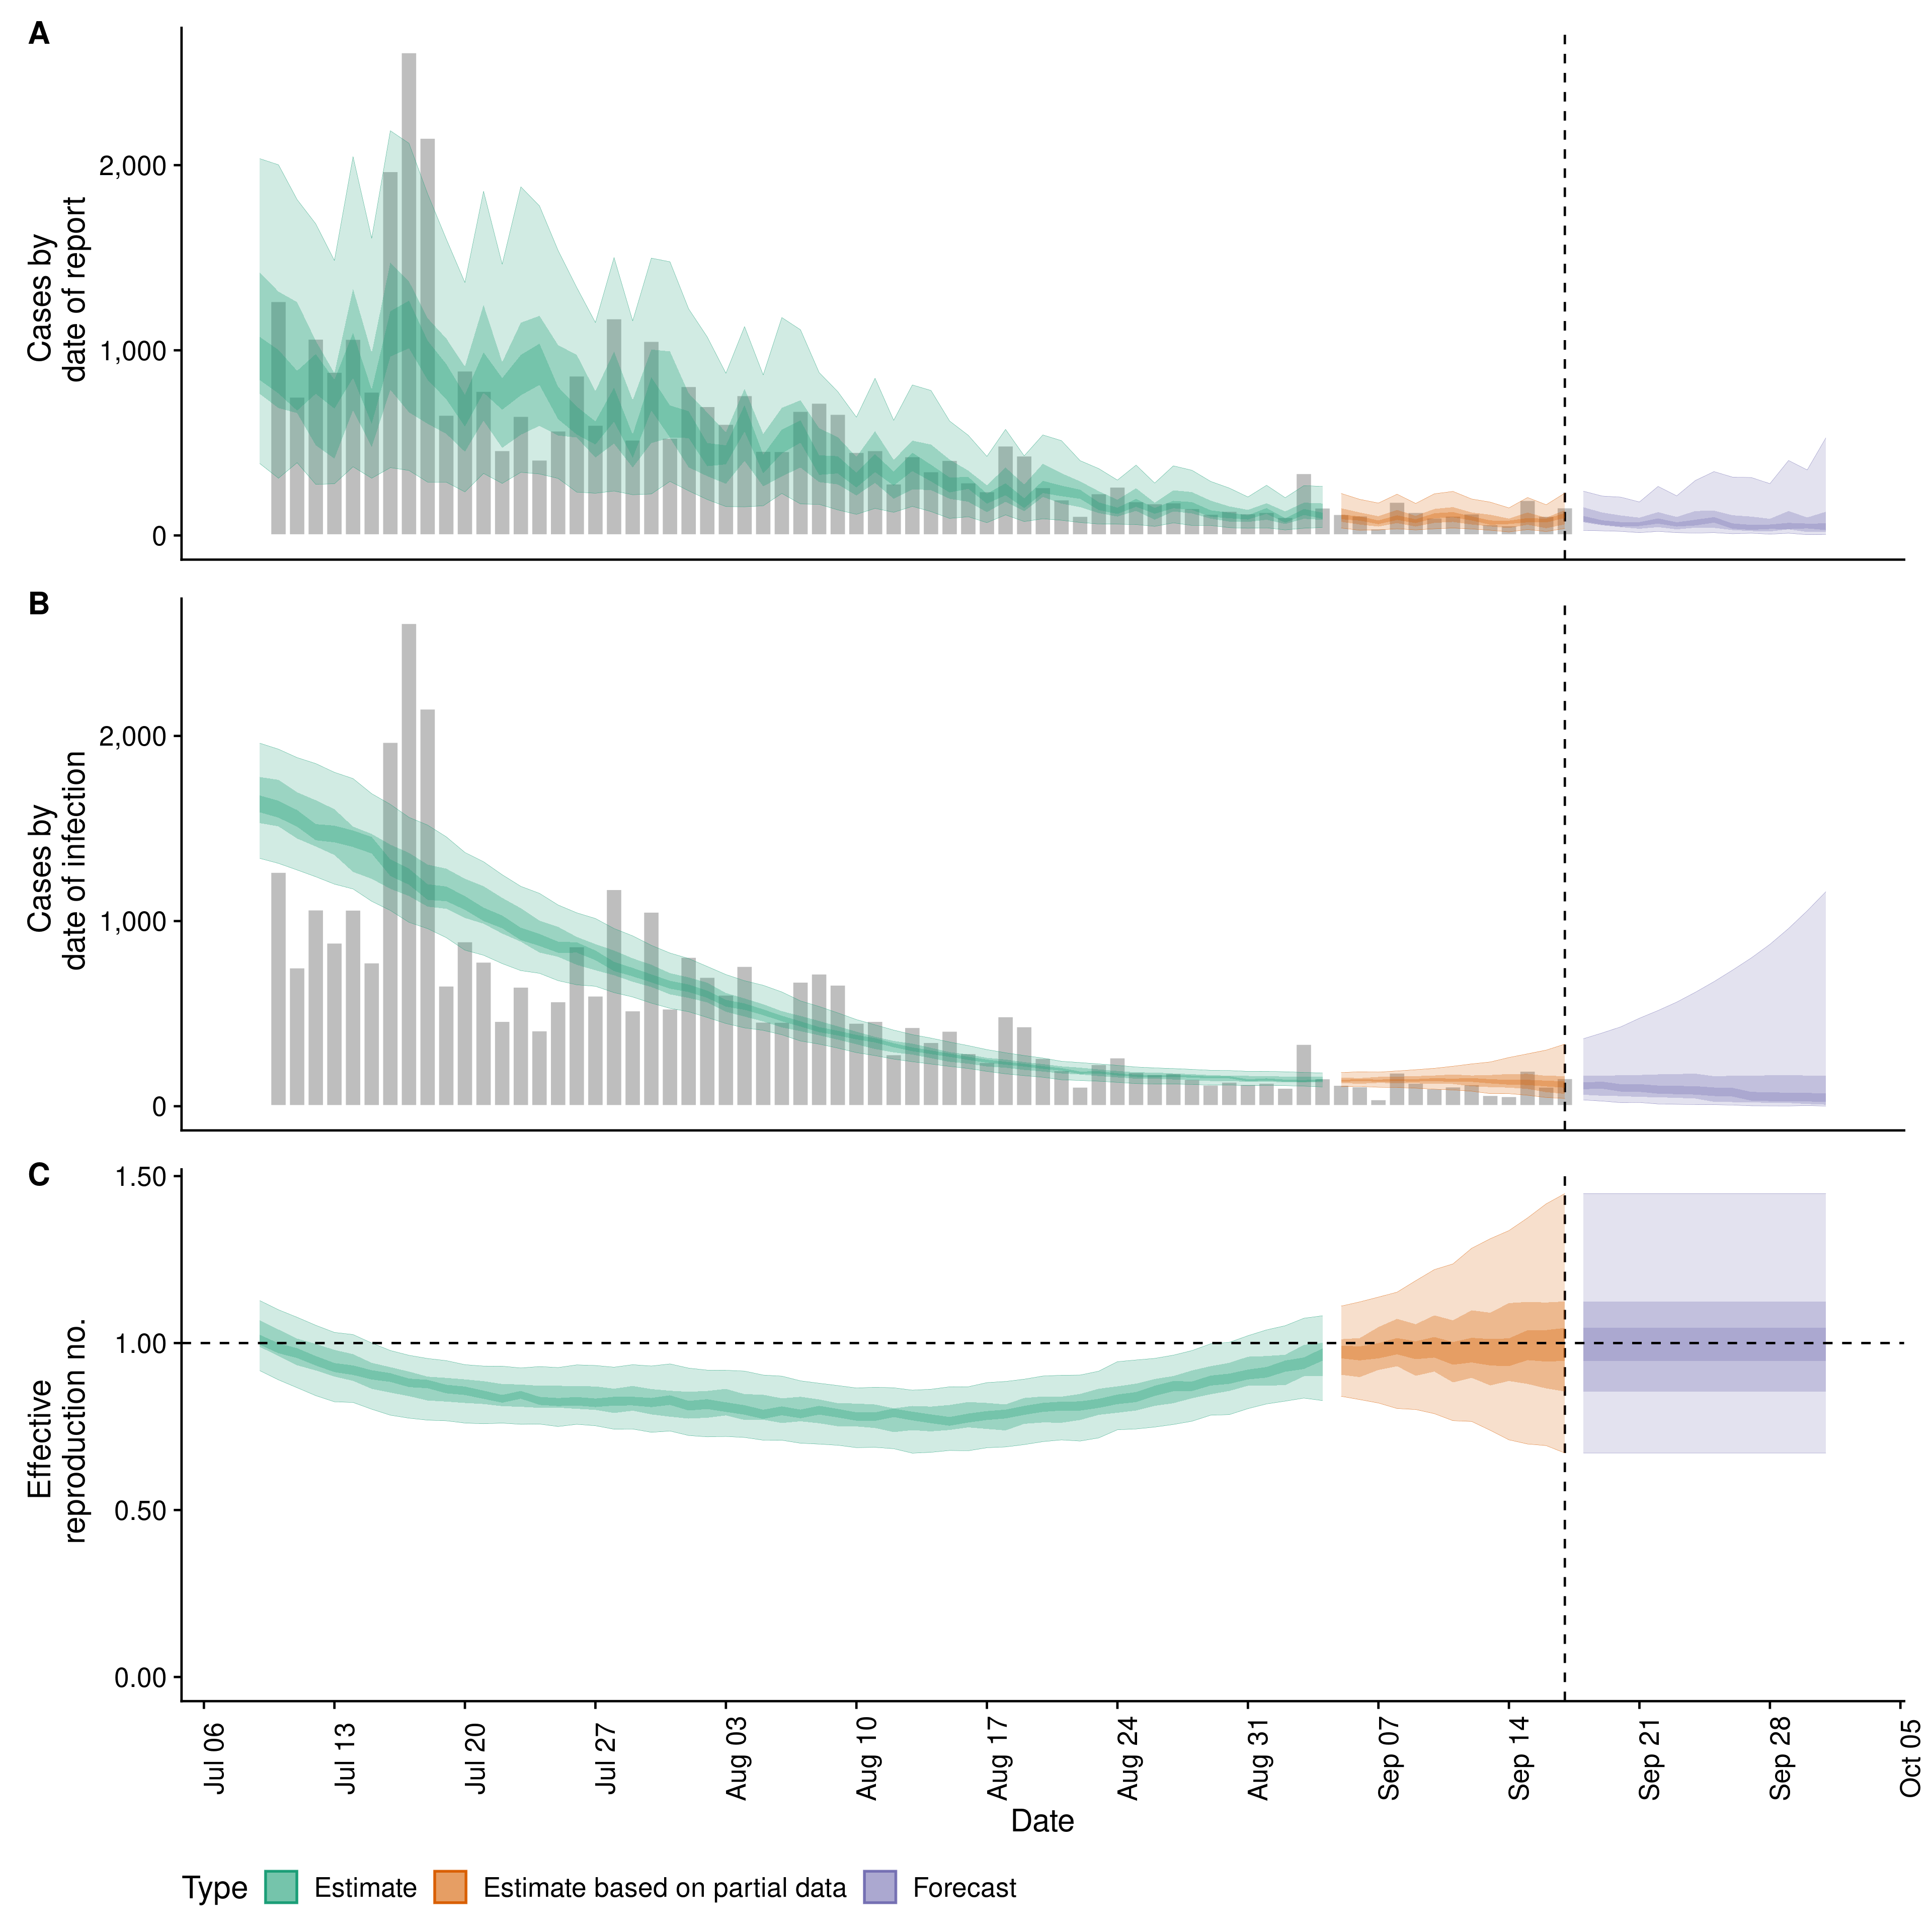 A
Cases by
date of report
2,000
1,000
0
B
Cases by
date of infection
2,000
1,000
0
C
Effective
reproduction no.
1.50
1.00
0.50
0.00
Jul 06
Jul 13
Jul 20
Jul 27
Aug 03
Aug 10
Aug 17
Aug 24
Aug 31
Sep 07
Sep 14
Sep 21
Sep 28
Oct 05
Date
Type
Estimate
Estimate based on partial data
Forecast